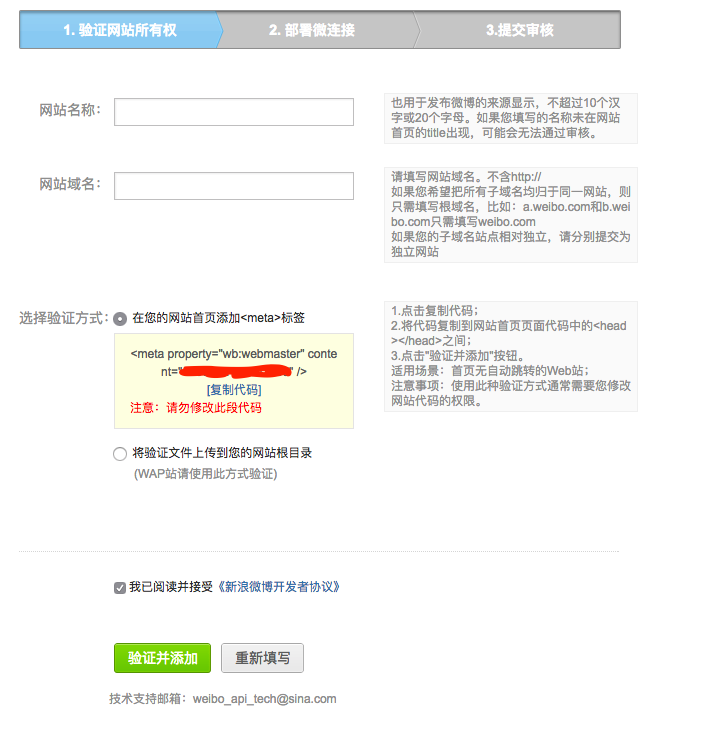 1. 验证网站所有权
2. 部署微连接
3.提交审核
网站名称：
也用于发布微博的来源显示，不超过10个汉
字或20个字母。如果您填写的名称未在网站
首页的title出现，可能会无法通过审核。
网站域名：
请填写网站域名。不含http://
如果您希望把所有子域名均归于同一网站，则
只需填写根域名，比如：a.weibo.com和b.wei
bo.com只需填写weibo.com
如果您的子域名站点相对独立，请分别提交为
独立网站
选择验证方式：
在您的网站首页添加<meta>标签
<meta property="wb:webmaster" conte
nt="" />
[复制代码]
注意：请勿修改此段代码
1.点击复制代码；
2.将代码复制到网站首页页面代码中的<head
></head>之间；
3.点击"验证并添加"按钮。
适用场景：首页无自动跳转的Web站；
注意事项：使用此种验证方式通常需要您修改
网站代码的权限。
将验证文件上传到您的网站根目录
(WAP站请使用此方式验证)
我已阅读并接受《新浪微博开发者协议》
验证并添加
重新填写
技术支持邮箱：weibo_api_tech@sina.com